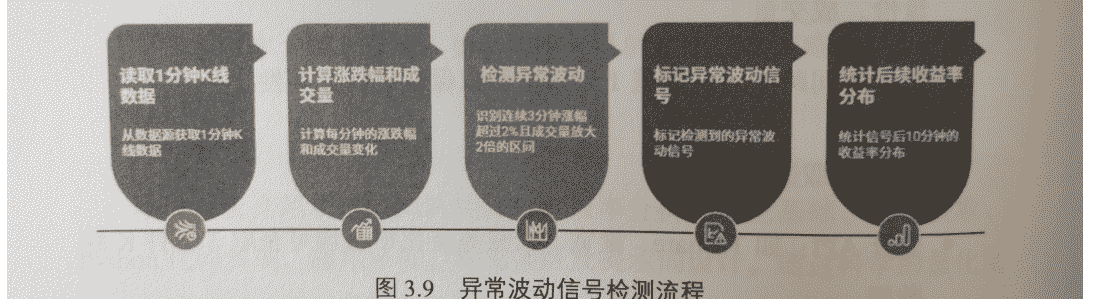 读取1分钟K线
数据
从数据源获取1分钟K
线数据
计算涨跌幅和成
交量
计算每分钟的涨跌幅
和成交量变化
检测异常波动
识别连续3分钟涨幅
超过2%且成交量放大
2倍的区间
标记异常波动信
号
标记检测到的异常波
动信号
统计后续收益率
分布
统计信号后10分钟的
收益率分布
图 3.9 异常波动信号检测流程